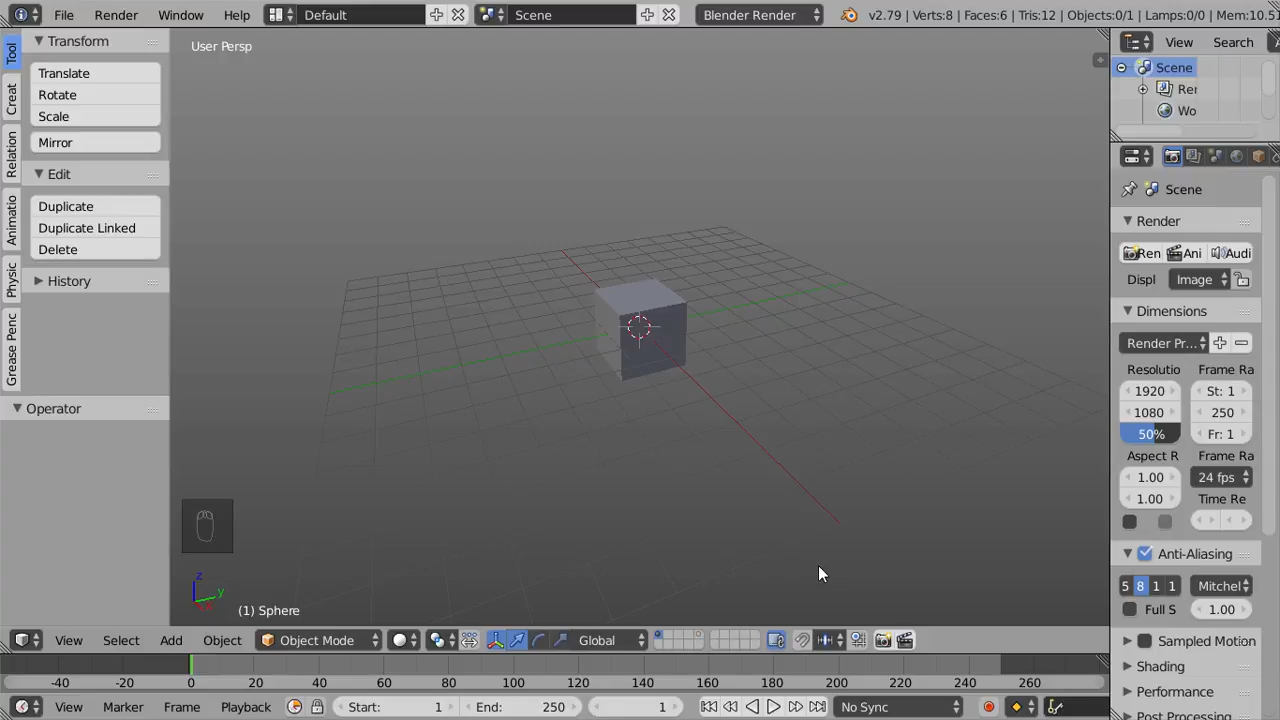 File Render Window Help Default Scene Blender Render v2.79 | Verts:8 | Faces:6 | Tris:12 | Objects:0/1 | Lamps:0/0 | Mem:10.5
Tool
Creat
Relation
Animatio
Physic
Grease Penc
Transform
Translate
Rotate
Scale
Mirror
Edit
Duplicate
Duplicate Linked
Delete
History
Operator
User Persp
z
y
(1) Sphere
View Select Add Object Object Mode Global
-40 -20 0 20 40 60 80 100 120 140 160 180 200 220 240 260
View Marker Frame Playback Start: 1 End: 250 1 No Sync
View Search
Scene
Rer
Wo
Scene
Render
Ren Ani Audi
Displ Image
Dimensions
Render Pr...
Resolutio Frame Ra
1920 St: 1
1080 250
50% Fr: 1
Aspect R Frame Ra
1.00 24 fps
1.00 Time Re
Anti-Aliasing
5 8 1 1 Mitchel
Full S 1.00
Sampled Motion
Shading
Performance
Post Processing